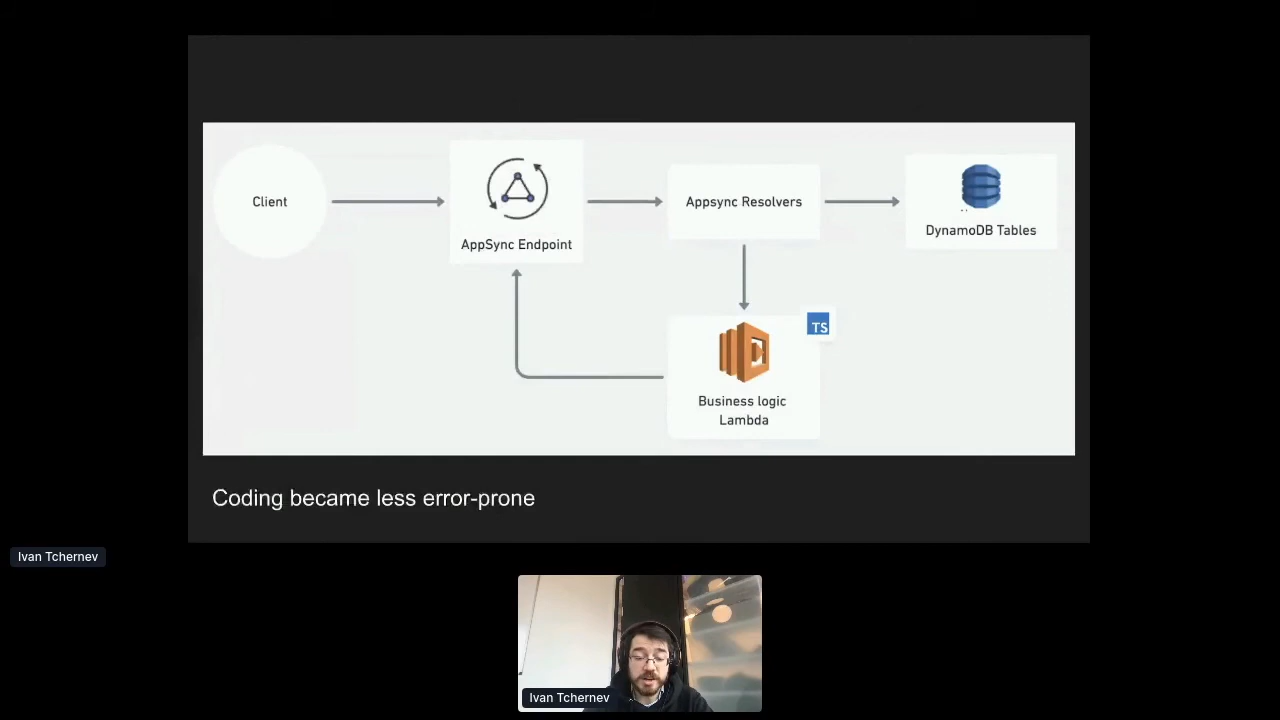 Client
AppSync Endpoint
Appsync Resolvers
DynamoDB Tables
TS
Business logic
Lambda
Coding became less error-prone
Ivan Tchernev
Ivan Tchernev